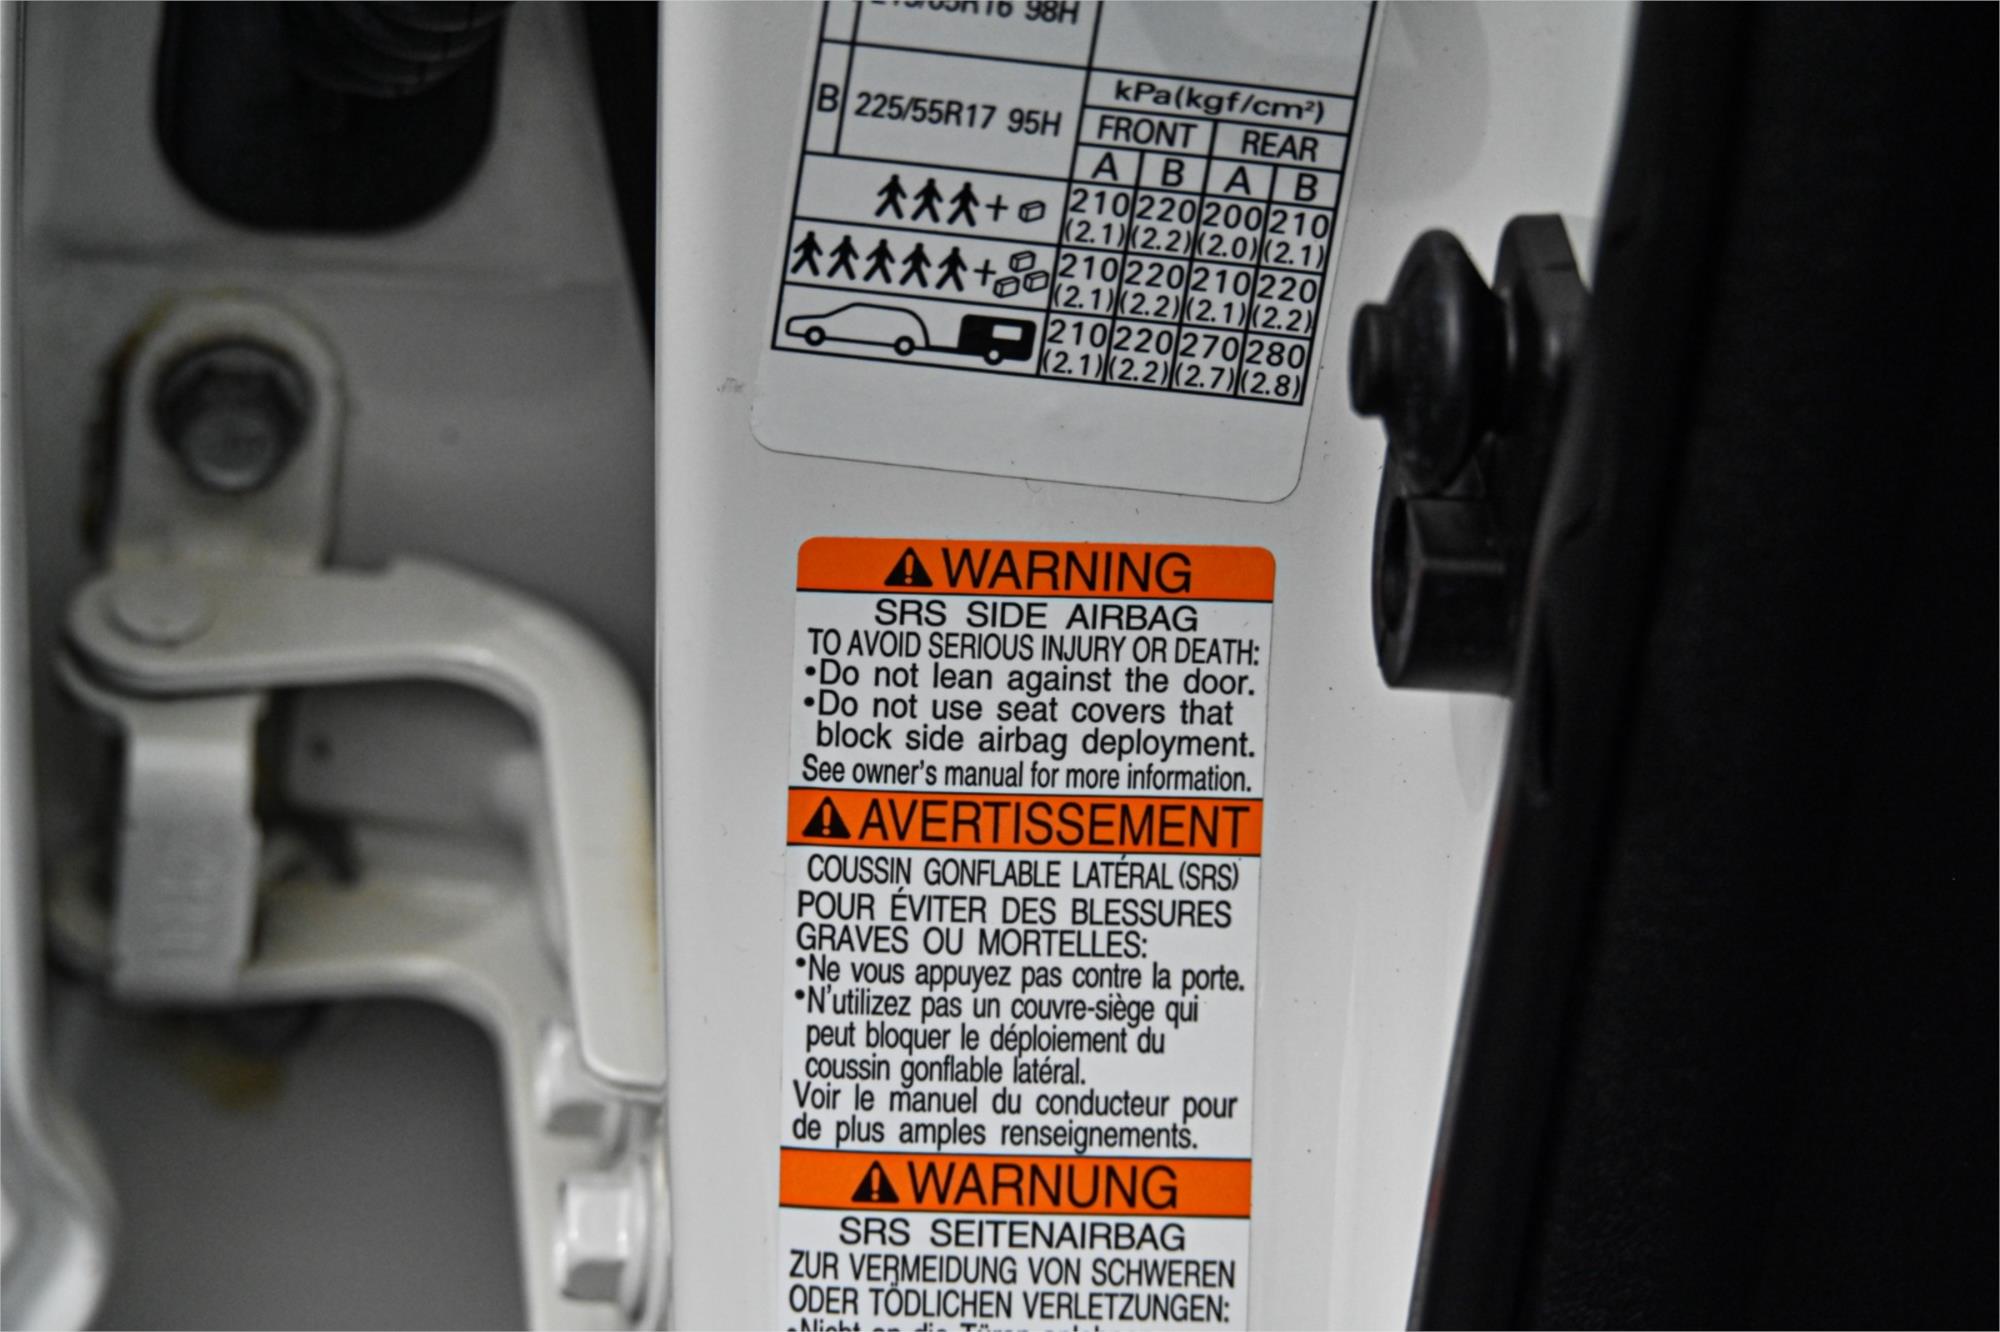 R16 98H
B 225/55R17 95H
kPa(kgf/cm²)
FRONT REAR
A B A B
+ 210 220 200 210
(2.1) (2.2) (2.0) (2.1)
+ 210 220 210 220
(2.1) (2.2) (2.1) (2.2)
210 220 270 280
(2.1) (2.2) (2.7) (2.8)
WARNING
SRS SIDE AIRBAG
TO AVOID SERIOUS INJURY OR DEATH:
•Do not lean against the door.
•Do not use seat covers that
block side airbag deployment.
See owner's manual for more information.
AVERTISSEMENT
COUSSIN GONFLABLE LATÉRAL (SRS)
POUR ÉVITER DES BLESSURES
GRAVES OU MORTELLES:
•Ne vous appuyez pas contre la porte.
•N'utilizez pas un couvre-siège qui
peut bloquer le déploiement du
coussin gonflable latéral.
Voir le manuel du conducteur pour
de plus amples renseignements.
WARNUNG
SRS SEITENAIRBAG
ZUR VERMEIDUNG VON SCHWEREN
ODER TÖDLICHEN VERLETZUNGEN:
•Nicht an die Türen